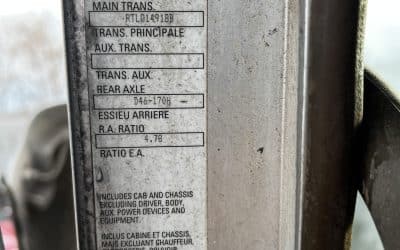 MAIN TRANS.
RTLO14918B
TRANS. PRINCIPALE
AUX. TRANS.
TRANS. AUX.
REAR AXLE
D46-170H
ESSIEU ARRIERE
R.A. RATIO
4.78
RATIO E.A.
INCLUDES CAB AND CHASSIS
EXCLUDING DRIVER, BODY,
AUX. POWER DEVICES AND
EQUIPMENT.
INCLUS CABINE ET CHASSIS,
MAIS EXCLUANT CHAUFFEUR,